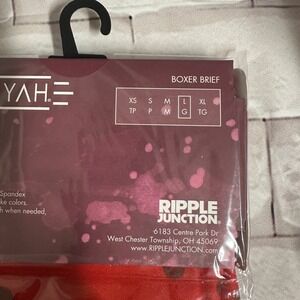 YAH
BOXER BRIEF
XS S M L XL
TP P M G TG
Spandex
ke colors.
h when needed,
RIPPLE
JUNCTION®
6183 Centre Park Dr
West Chester Township, OH 45069
www.RIPPLEJUNCTION.com